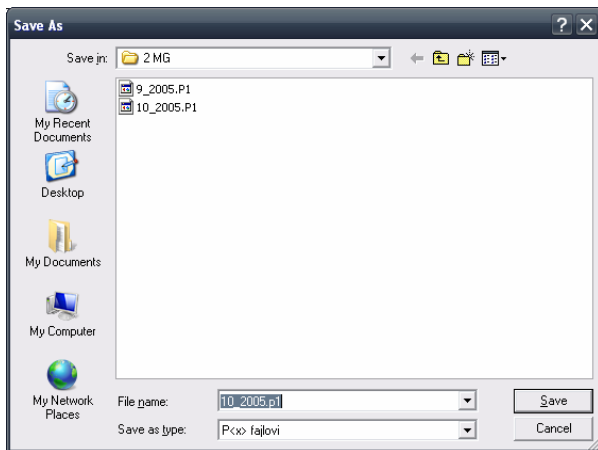 Save As
Save in:
2 MG
9_2005.P1
10_2005.P1
My Recent
Documents
Desktop
My Documents
My Computer
My Network
Places
File name:
10_2005.p1
Save
Save as type:
P<x> fajlovi
Cancel